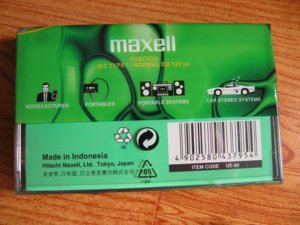 maxell
POSITION
IEC TYPE I · NORMAL EQ 120 µs
VOICE/LECTURES
PORTABLES
PORTABLE SYSTEMS
CAR STEREO SYSTEMS
Made in Indonesia
Hitachi Maxell, Ltd. Tokyo, Japan
4 902580 437954
ITEM CODE UE-90
05